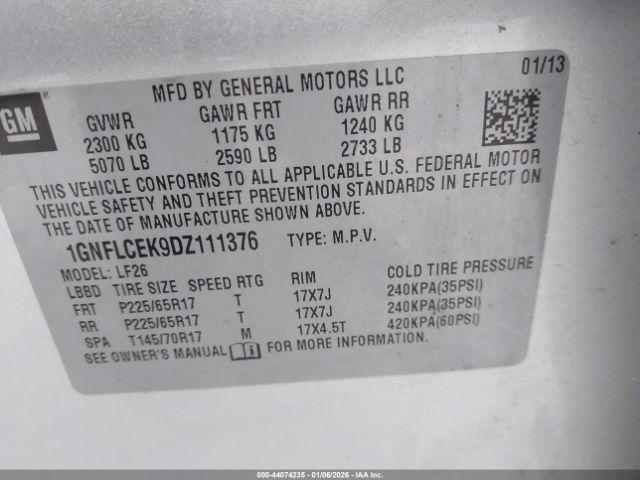 GM
MFD BY GENERAL MOTORS LLC 01/13
GVWR GAWR FRT GAWR RR
2300 KG 1175 KG 1240 KG
5070 LB 2590 LB 2733 LB
THIS VEHICLE CONFORMS TO ALL APPLICABLE U.S. FEDERAL MOTOR
VEHICLE SAFETY AND THEFT PREVENTION STANDARDS IN EFFECT ON
THE DATE OF MANUFACTURE SHOWN ABOVE.
1GNFLCEK9DZ111376 TYPE: M.P.V.
MODEL: LF26
LBBD TIRE SIZE SPEED RTG RIM COLD TIRE PRESSURE
FRT P225/65R17 T 17X7J 240KPA(35PSI)
RR P225/65R17 T 17X7J 240KPA(35PSI)
SPA T145/70R17 M 17X4.5T 420KPA(60PSI)
SEE OWNER'S MANUAL FOR MORE INFORMATION.
000-44074235 - 01/06/2026 - IAAI.COM